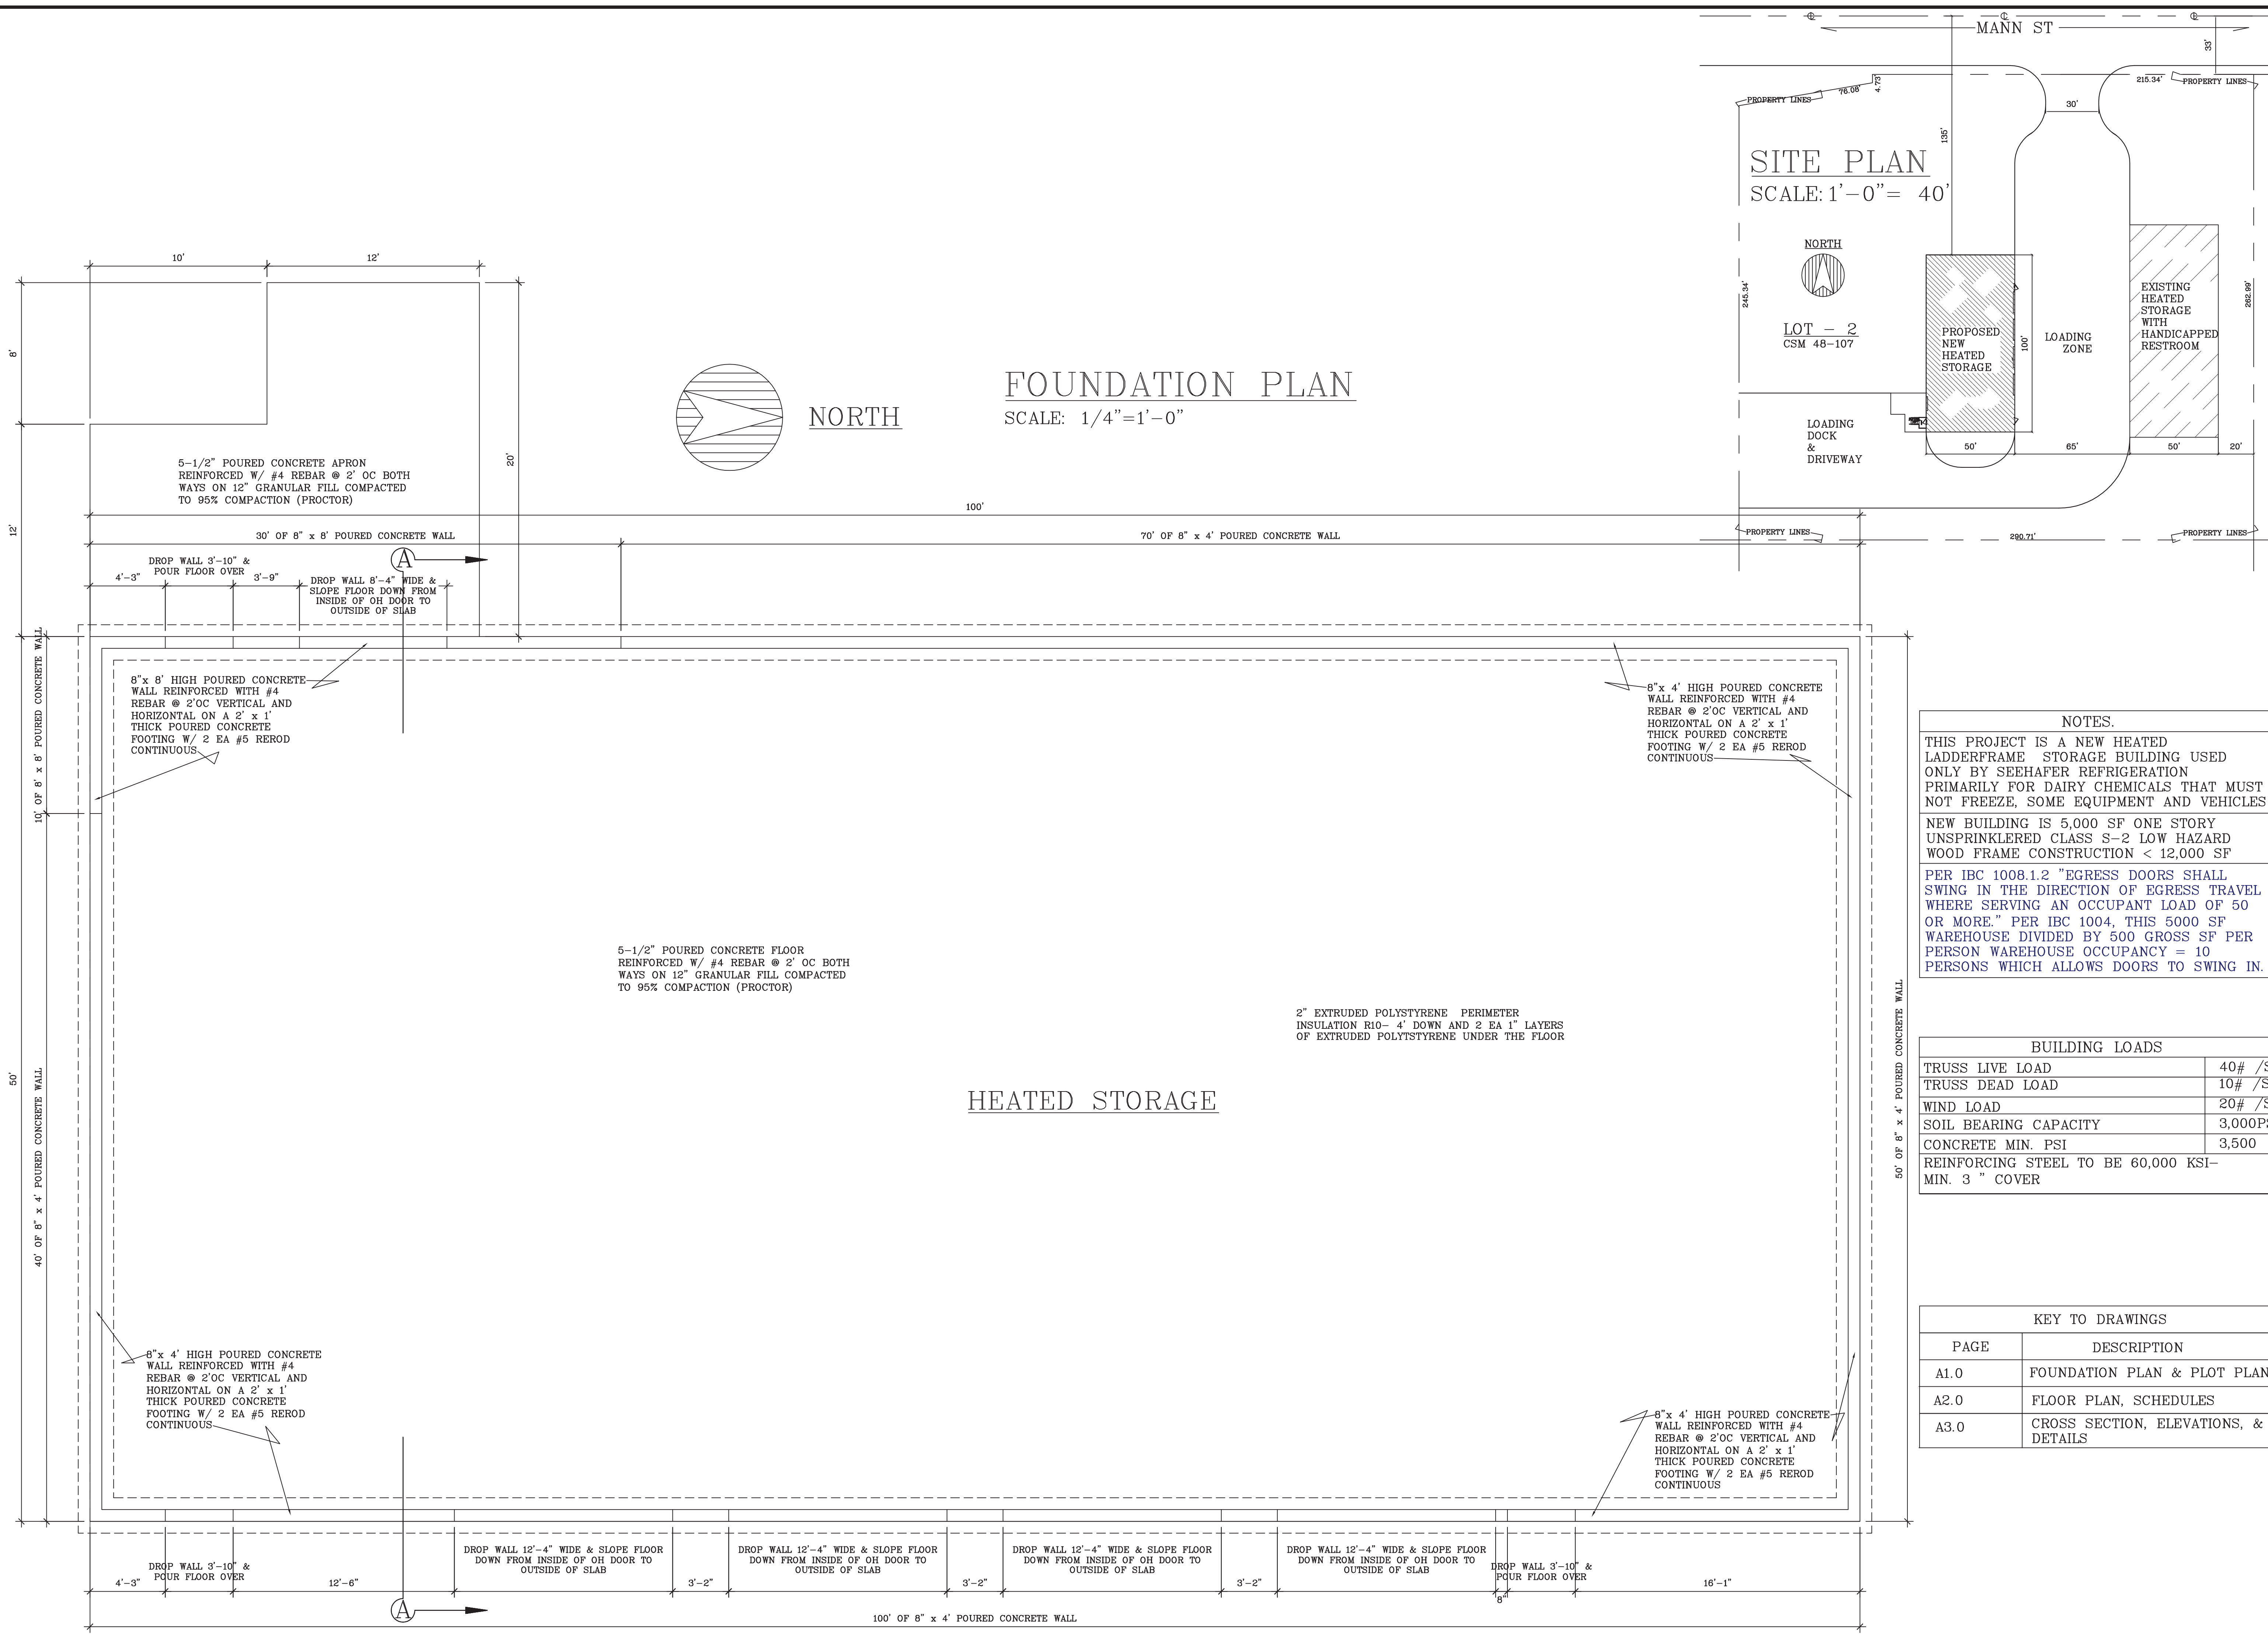 ℄ ℄ ℄
MANN ST
33'
215.34'
PROPERTY LINES
PROPERTY LINES
76.08'
4.73'
30'
135'
SITE PLAN
SCALE: 1'-0"= 40'
NORTH
245.34'
262.99'
LOT - 2
CSM 48-107
PROPOSED
NEW
HEATED
STORAGE
100'
LOADING
ZONE
EXISTING
HEATED
STORAGE
WITH
HANDICAPPED
RESTROOM
LOADING
DOCK
&
DRIVEWAY
50'
65'
50'
20'
PROPERTY LINES
290.71'
PROPERTY LINES
10'
12'
8'
12'
20'
NORTH
FOUNDATION PLAN
SCALE: 1/4"=1'-0"
5-1/2" POURED CONCRETE APRON
REINFORCED W/ #4 REBAR @ 2' OC BOTH
WAYS ON 12" GRANULAR FILL COMPACTED
TO 95% COMPACTION (PROCTOR)
100'
30' OF 8" x 8' POURED CONCRETE WALL
70' OF 8" x 4' POURED CONCRETE WALL
A
DROP WALL 3'-10" &
POUR FLOOR OVER
4'-3"
3'-9"
DROP WALL 8'-4" WIDE &
SLOPE FLOOR DOWN FROM
INSIDE OF OH DOOR TO
OUTSIDE OF SLAB
10' OF 8' x 8' POURED CONCRETE WALL
8"x 8' HIGH POURED CONCRETE
WALL REINFORCED WITH #4
REBAR @ 2'OC VERTICAL AND
HORIZONTAL ON A 2' x 1'
THICK POURED CONCRETE
FOOTING W/ 2 EA #5 REROD
CONTINUOUS
8"x 4' HIGH POURED CONCRETE
WALL REINFORCED WITH #4
REBAR @ 2'OC VERTICAL AND
HORIZONTAL ON A 2' x 1'
THICK POURED CONCRETE
FOOTING W/ 2 EA #5 REROD
CONTINUOUS
5-1/2" POURED CONCRETE FLOOR
REINFORCED W/ #4 REBAR @ 2' OC BOTH
WAYS ON 12" GRANULAR FILL COMPACTED
TO 95% COMPACTION (PROCTOR)
2" EXTRUDED POLYSTYRENE PERIMETER
INSULATION R10- 4' DOWN AND 2 EA 1" LAYERS
OF EXTRUDED POLYTSTYRENE UNDER THE FLOOR
HEATED STORAGE
50'
40' OF 8" x 4' POURED CONCRETE WALL
50' OF 8" x 4' POURED CONCRETE WALL
8"x 4' HIGH POURED CONCRETE
WALL REINFORCED WITH #4
REBAR @ 2'OC VERTICAL AND
HORIZONTAL ON A 2' x 1'
THICK POURED CONCRETE
FOOTING W/ 2 EA #5 REROD
CONTINUOUS
8"x 4' HIGH POURED CONCRETE
WALL REINFORCED WITH #4
REBAR @ 2'OC VERTICAL AND
HORIZONTAL ON A 2' x 1'
THICK POURED CONCRETE
FOOTING W/ 2 EA #5 REROD
CONTINUOUS
DROP WALL 3'-10" &
POUR FLOOR OVER
4'-3"
12'-6"
DROP WALL 12'-4" WIDE & SLOPE FLOOR
DOWN FROM INSIDE OF OH DOOR TO
OUTSIDE OF SLAB
3'-2"
DROP WALL 12'-4" WIDE & SLOPE FLOOR
DOWN FROM INSIDE OF OH DOOR TO
OUTSIDE OF SLAB
3'-2"
DROP WALL 12'-4" WIDE & SLOPE FLOOR
DOWN FROM INSIDE OF OH DOOR TO
OUTSIDE OF SLAB
3'-2"
DROP WALL 12'-4" WIDE & SLOPE FLOOR
DOWN FROM INSIDE OF OH DOOR TO
OUTSIDE OF SLAB
8"
DROP WALL 3'-10" &
POUR FLOOR OVER
16'-1"
A
100' OF 8" x 4' POURED CONCRETE WALL
NOTES.
THIS PROJECT IS A NEW HEATED
LADDERFRAME STORAGE BUILDING USED
ONLY BY SEEHAFER REFRIGERATION
PRIMARILY FOR DAIRY CHEMICALS THAT MUST
NOT FREEZE, SOME EQUIPMENT AND VEHICLES
NEW BUILDING IS 5,000 SF ONE STORY
UNSPRINKLERED CLASS S-2 LOW HAZARD
WOOD FRAME CONSTRUCTION < 12,000 SF
PER IBC 1008.1.2 "EGRESS DOORS SHALL
SWING IN THE DIRECTION OF EGRESS TRAVEL
WHERE SERVING AN OCCUPANT LOAD OF 50
OR MORE." PER IBC 1004, THIS 5000 SF
WAREHOUSE DIVIDED BY 500 GROSS SF PER
PERSON WAREHOUSE OCCUPANCY = 10
PERSONS WHICH ALLOWS DOORS TO SWING IN.
BUILDING LOADS
TRUSS LIVE LOAD 40# /S
TRUSS DEAD LOAD 10# /S
WIND LOAD 20# /S
SOIL BEARING CAPACITY 3,000P
CONCRETE MIN. PSI 3,500
REINFORCING STEEL TO BE 60,000 KSI-
MIN. 3 " COVER
KEY TO DRAWINGS
PAGE DESCRIPTION
A1.0 FOUNDATION PLAN & PLOT PLAN
A2.0 FLOOR PLAN, SCHEDULES
A3.0 CROSS SECTION, ELEVATIONS, &
DETAILS